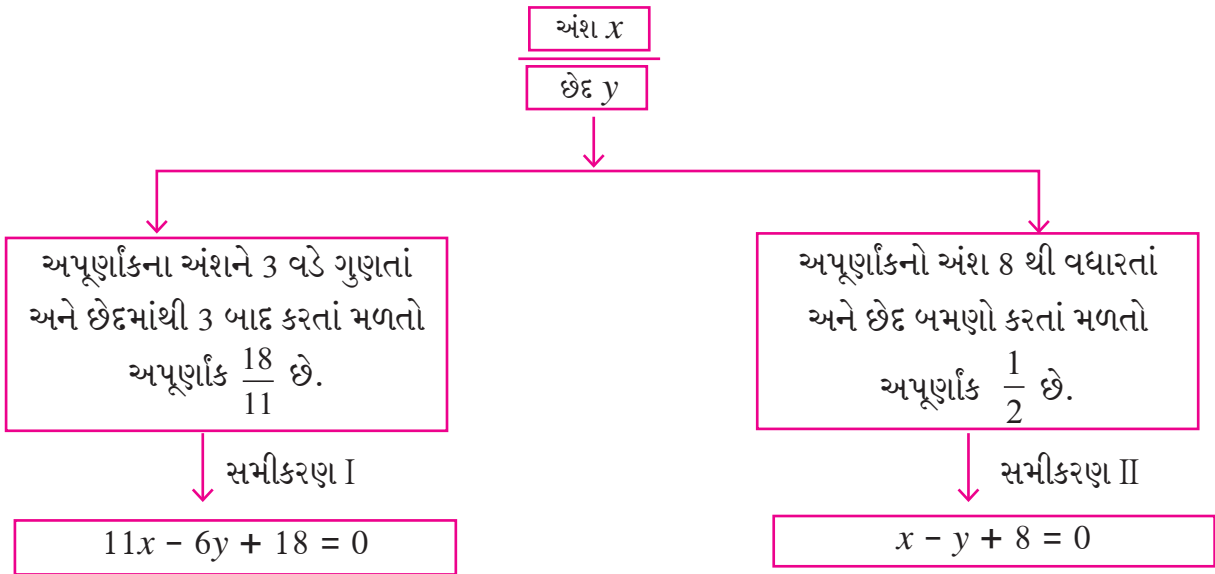 અંશ x
છેદ y
અપૂર્ણાંકના અંશને 3 વડે ગુણતાં
અને છેદમાંથી 3 બાદ કરતાં મળતો
અપૂર્ણાંક 18/11 છે.
સમીકરણ I
11x − 6y + 18 = 0
અપૂર્ણાંકનો અંશ 8 થી વધારતાં
અને છેદ બમણો કરતાં મળતો
અપૂર્ણાંક 1/2 છે.
સમીકરણ II
x − y + 8 = 0